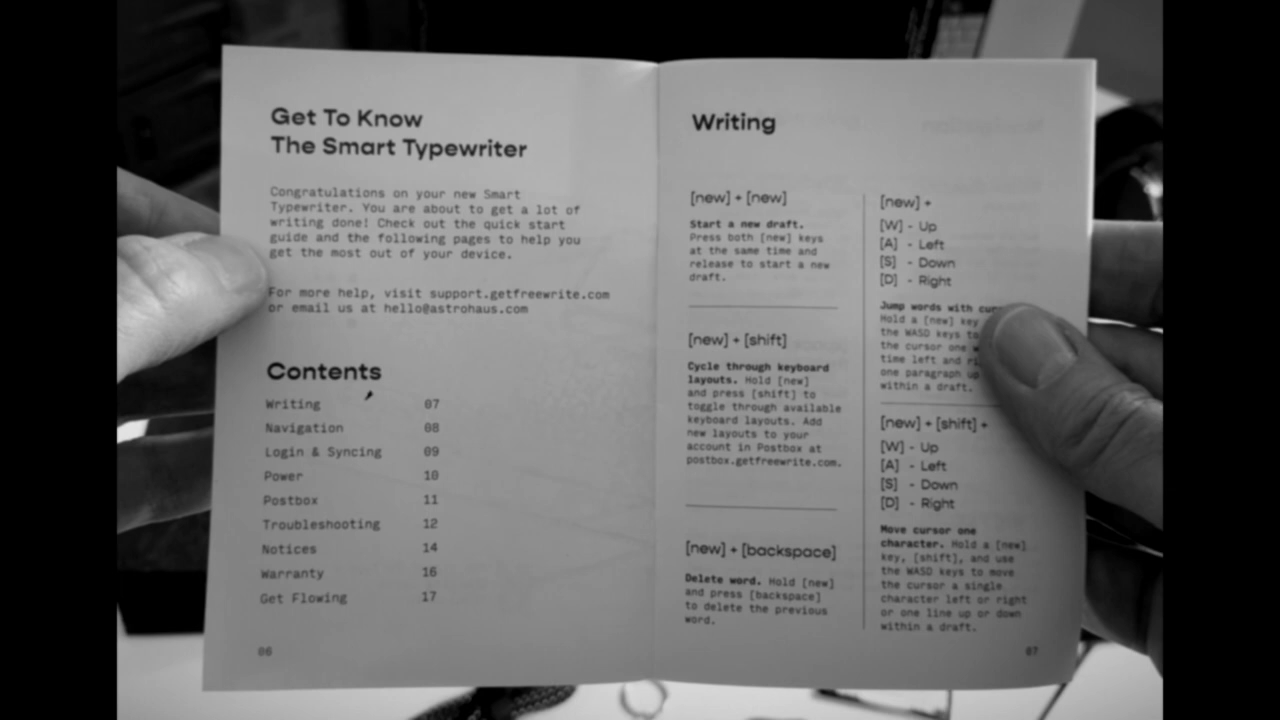 Get To Know
The Smart Typewriter
Congratulations on your new Smart
Typewriter. You are about to get a lot of
writing done! Check out the quick start
guide and the following pages to help you
get the most out of your device.
For more help, visit support.getfreewrite.com
or email us at hello@astrohaus.com
Contents
Writing 07
Navigation 08
Login & Syncing 09
Power 10
Postbox 11
Troubleshooting 12
Notices 14
Warranty 16
Get Flowing 17
06
Writing
[new] + [new]
Start a new draft.
Press both [new] keys
at the same time and
release to start a new
draft.
[new] + [shift]
Cycle through keyboard
layouts. Hold [new]
and press [shift] to
toggle through available
keyboard layouts. Add
new layouts to your
account in Postbox at
postbox.getfreewrite.com.
[new] + [backspace]
Delete word. Hold [new]
and press [backspace]
to delete the previous
word.
[new] +
[W] - Up
[A] - Left
[S] - Down
[D] - Right
Jump words with
Hold a [new] key
the WASD keys to
the cursor one
time left and
one paragraph up
within a draft.
[new] + [shift] +
[W] - Up
[A] - Left
[S] - Down
[D] - Right
Move cursor one
character. Hold a [new]
key, [shift], and use
the WASD keys to move
the cursor a single
character left or right
or one line up or down
within a draft.
07